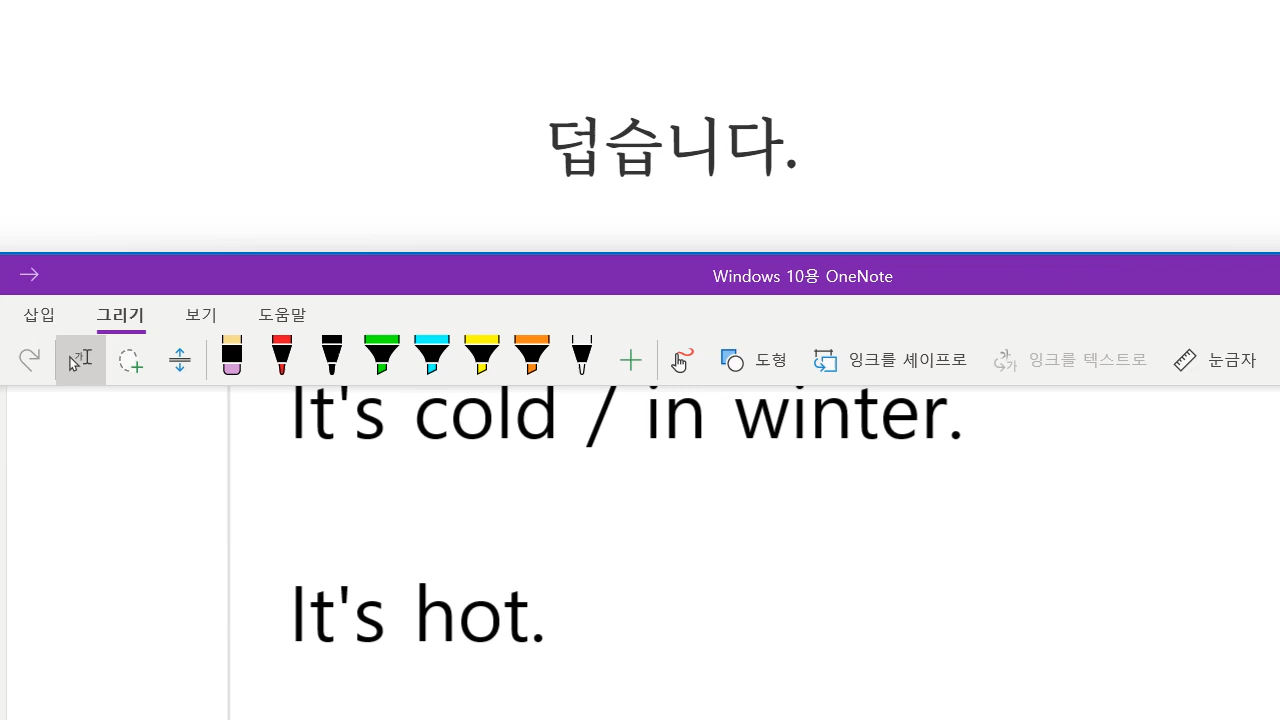 덥습니다.
Windows 10용 OneNote
삽입 그리기 보기 도움말
도형 잉크를 셰이프로 잉크를 텍스트로 눈금자
It's cold / in winter.
It's hot.